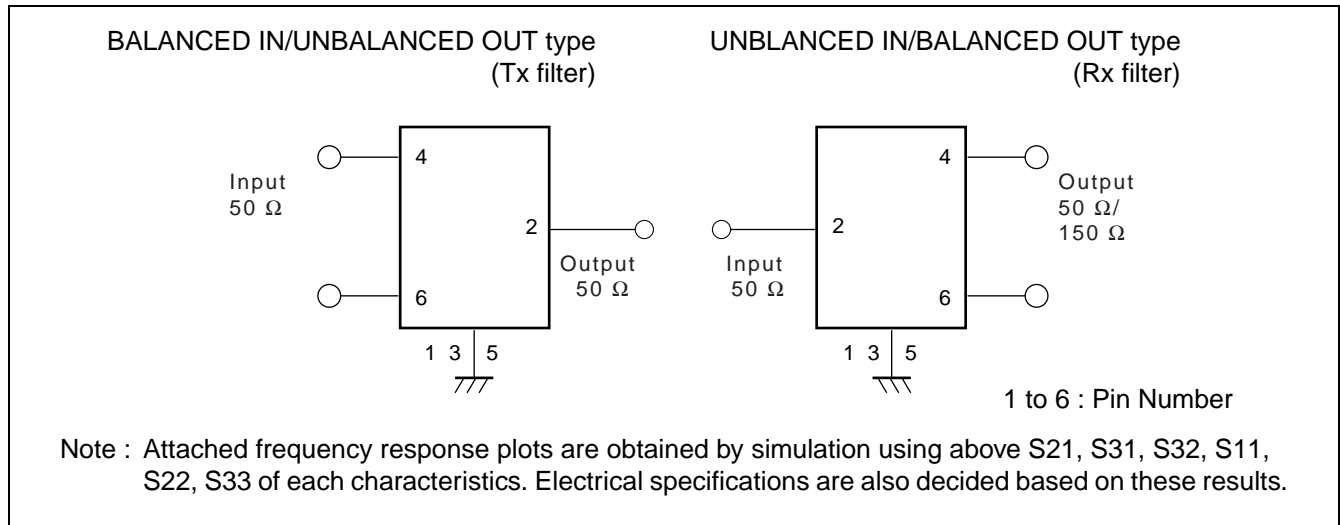 BALANCED IN/UNBALANCED OUT type
(Tx filter)
4
Input
50 Ω
2
Output
50 Ω
6
1 3 5
UNBLANCED IN/BALANCED OUT type
(Rx filter)
4
Output
50 Ω/
150 Ω
2
Input
50 Ω
6
1 3 5
1 to 6 : Pin Number
Note : Attached frequency response plots are obtained by simulation using above S21, S31, S32, S11,
S22, S33 of each characteristics. Electrical specifications are also decided based on these results.